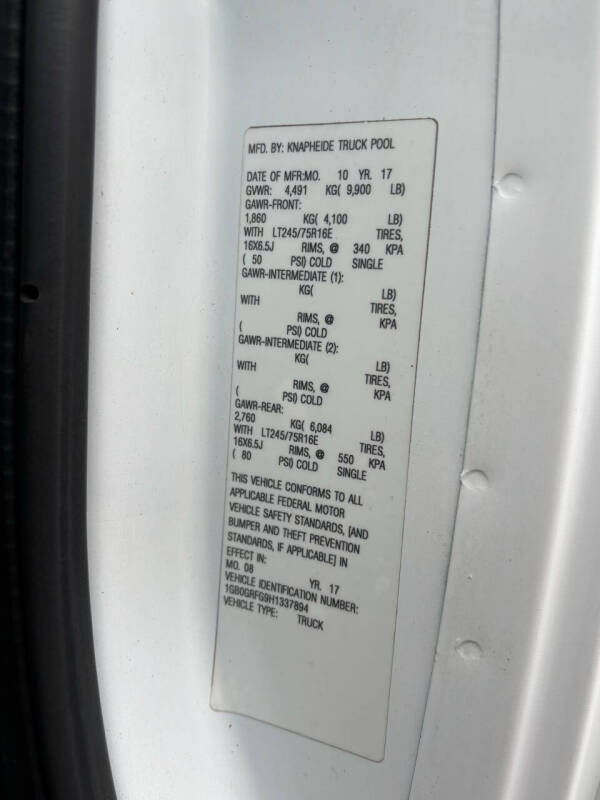 MFD. BY: KNAPHEIDE TRUCK POOL
DATE OF MFR:MO. 10 YR. 17
GVWR: 4,491 KG( 9,900 LB)
GAWR-FRONT:
1,860 KG( 4,100 LB)
WITH LT245/75R16E TIRES,
16X6.5J RIMS, @ 340 KPA
( 50 PSI) COLD SINGLE
GAWR-INTERMEDIATE (1):
KG( LB)
WITH TIRES,
RIMS, @ KPA
( PSI) COLD
GAWR-INTERMEDIATE (2):
KG( LB)
WITH TIRES,
RIMS, @ KPA
( PSI) COLD
GAWR-REAR:
2,760 KG( 6,084 LB)
WITH LT245/75R16E TIRES,
16X6.5J RIMS, @ 550 KPA
( 80 PSI) COLD SINGLE
THIS VEHICLE CONFORMS TO ALL
APPLICABLE FEDERAL MOTOR
VEHICLE SAFETY STANDARDS, [AND
BUMPER AND THEFT PREVENTION
STANDARDS, IF APPLICABLE] IN
EFFECT IN:
MO. 08 YR. 17
VEHICLE IDENTIFICATION NUMBER:
1GB0GRFG9H1337894
VEHICLE TYPE: TRUCK